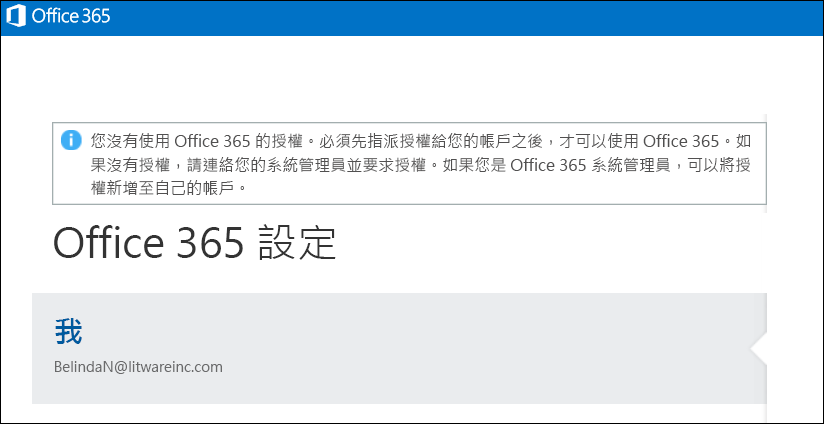 Office 365
您沒有使用 Office 365 的授權。必須先指派授權給您的帳戶之後，才可以使用 Office 365。如
果沒有授權，請連絡您的系統管理員並要求授權。如果您是 Office 365 系統管理員，可以將授
權新增至自己的帳戶。
Office 365 設定
我
BelindaN@litwareinc.com